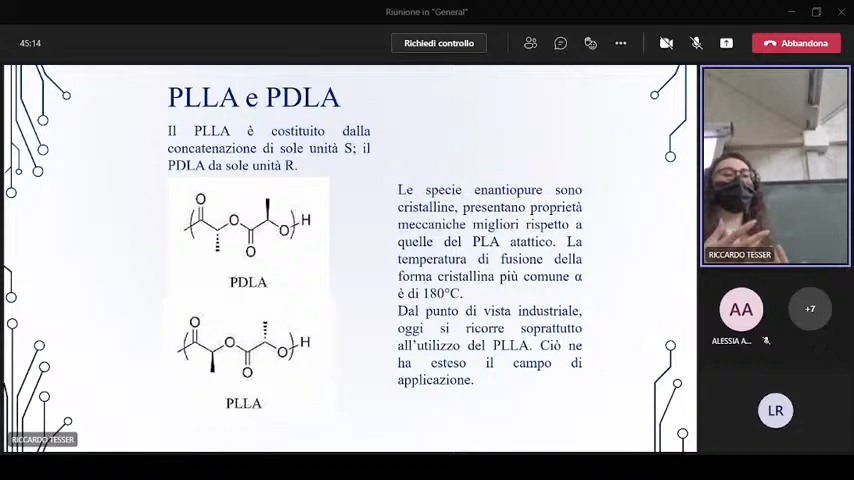 Riunione in "General"
45:14
Richiedi controllo
Abbandona
PLLA e PDLA
Il PLLA è costituito dalla
concatenazione di sole unità S; il
PDLA da sole unità R.
O
O
O
O
H
PDLA
O
O
O
O
H
PLLA
Le specie enantiopure sono
cristalline, presentano proprietà
meccaniche migliori rispetto a
quelle del PLA atattico. La
temperatura di fusione della
forma cristallina più comune α
è di 180°C.
Dal punto di vista industriale,
oggi si ricorre soprattutto
all'utilizzo del PLLA. Ciò ne
ha esteso il campo di
applicazione.
RICCARDO TESSER
RICCARDO TESSER
AA
+7
ALESSIA A...
LR